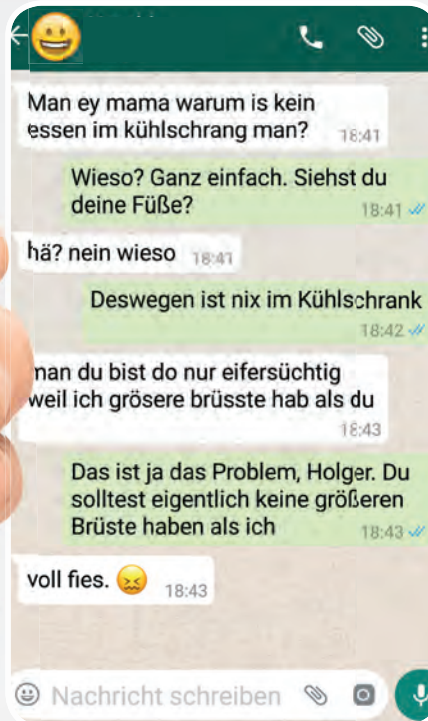 Man ey mama warum is kein
essen im kühlschrang man? 18:41
Wieso? Ganz einfach. Siehst du
deine Füße? 18:41
hä? nein wieso 18:41
Deswegen ist nix im Kühlschrank
18:42
man du bist do nur eifersüchtig
weil ich grösere brüsste hab als du
18:43
Das ist ja das Problem, Holger. Du
solltest eigentlich keine größeren
Brüste haben als ich 18:43
voll fies. 18:43
Nachricht schreiben